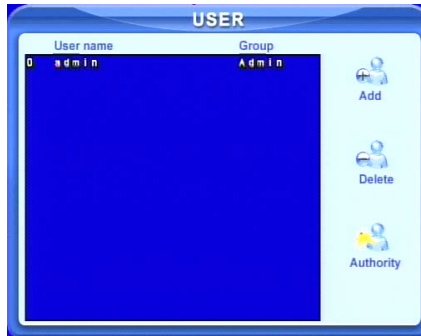 USER
User name Group
0 admin Admin
Add
Delete
Authority